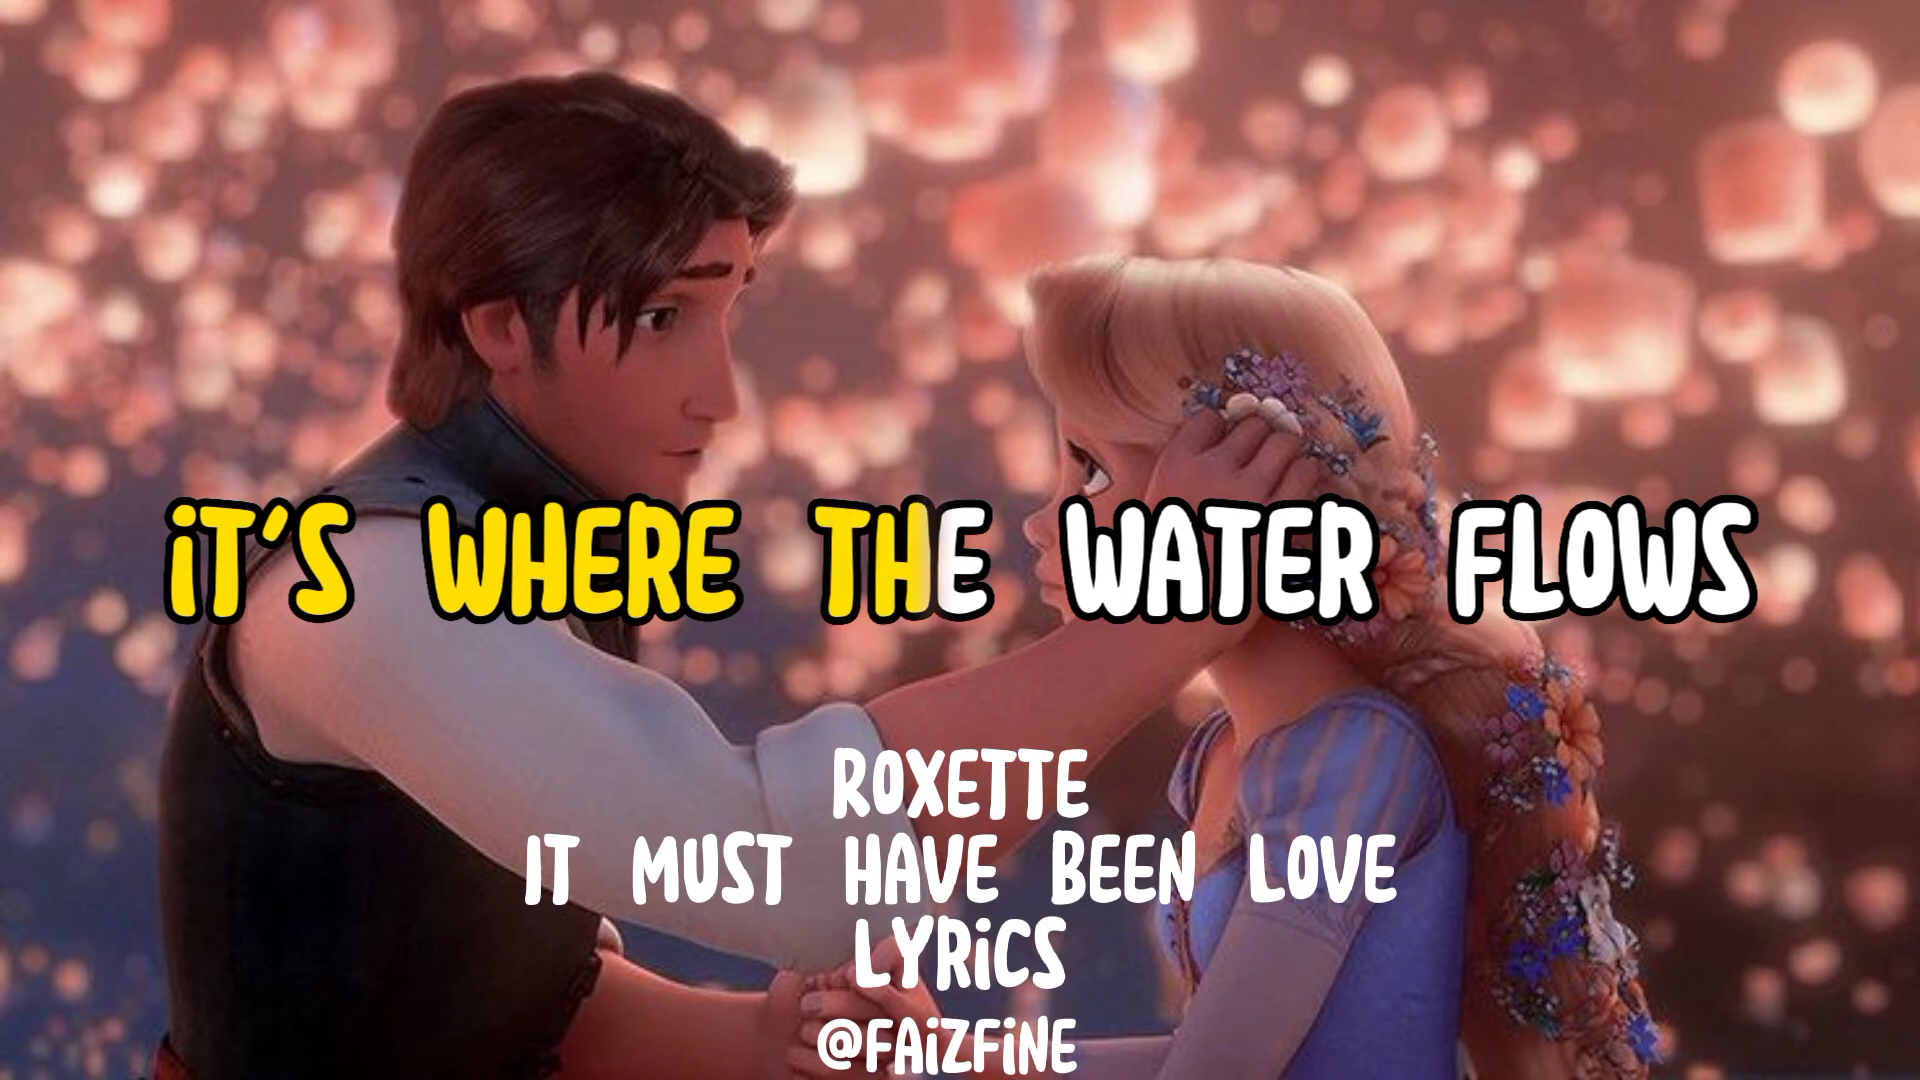 iT'S WHERE THE WATER FLOWS
ROXETTE
IT MUST HAVE BEEN LOVE
LYRiCS
@FAiZFiNE